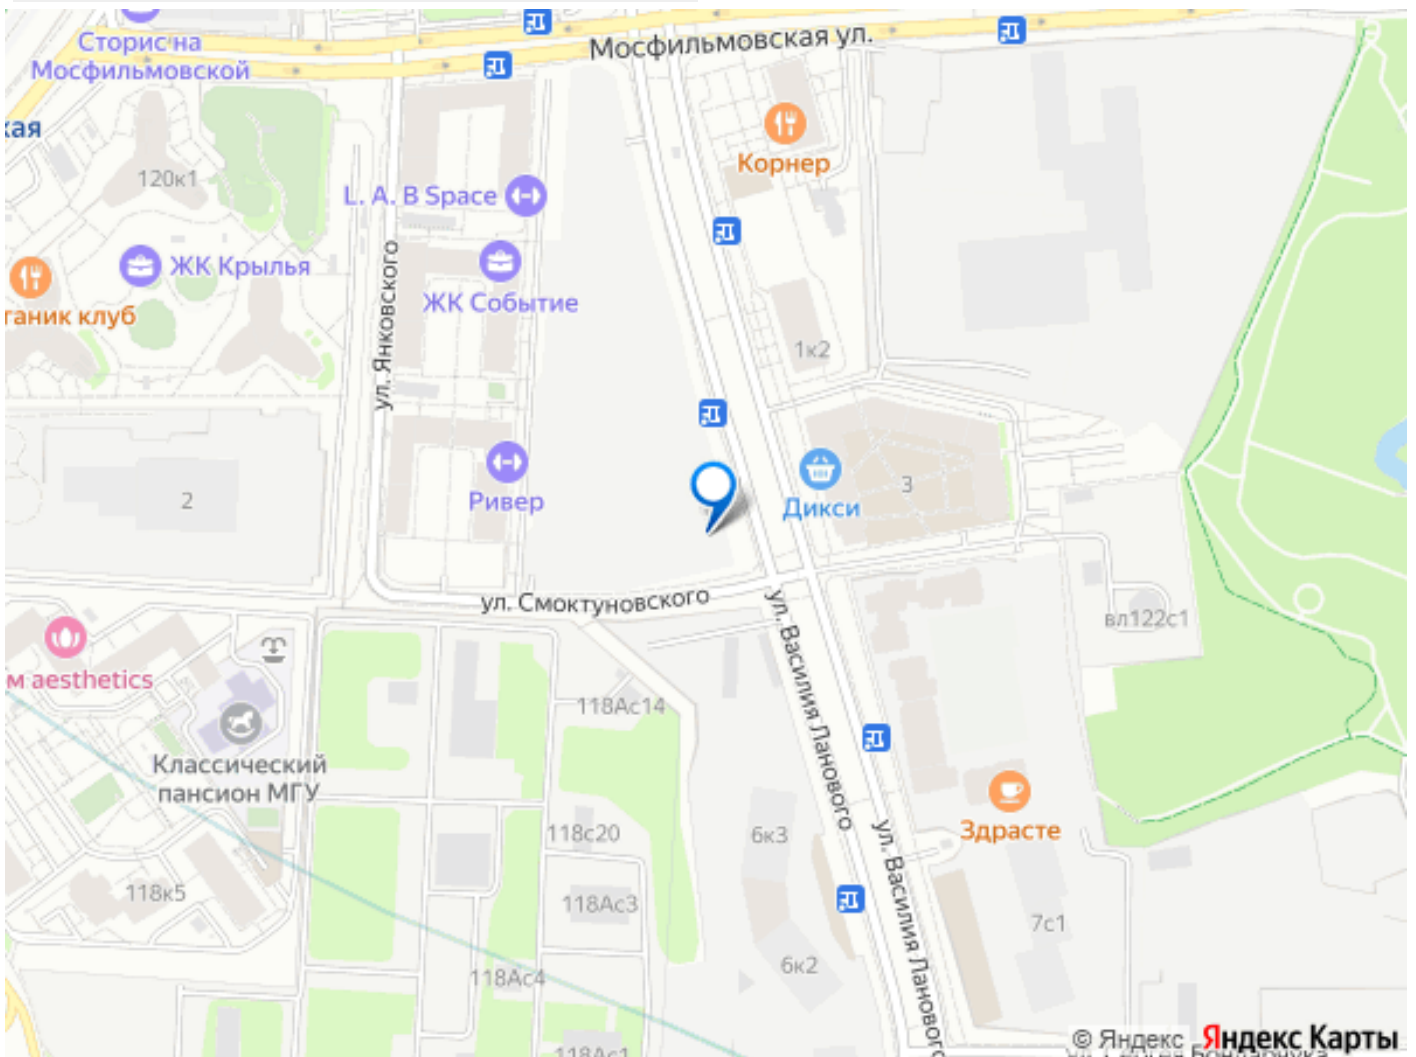 Сторис на
Мосфильмовской
Мосфильмовская ул.
кая
Корнер
120к1
L. A. B Space
ул. Янковского
ЖК Крылья
ЖК Событие
ганик клуб
1к2
Ривер
2
Дикси
3
ул. Смоктуновского
ул. Василия Ланового
вл122с1
м aesthetics
118Ас14
Классический
пансион МГУ
118с20
6к3
Здрасте
ул. Василия Ланового
118к5
118Ас3
7с1
6к2
118Ас4
118Ас1
© Яндекс Яндекс Карты